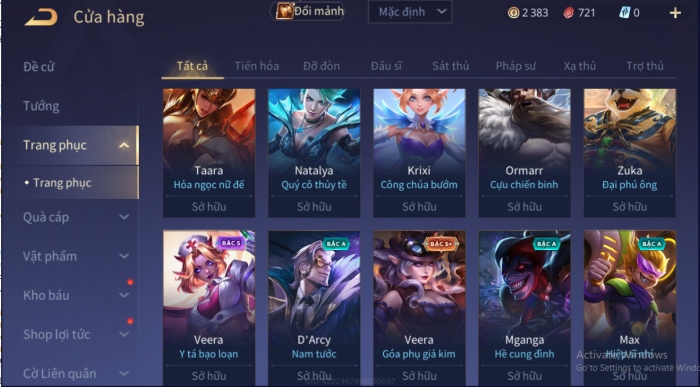 Cửa hàng
Đổi mảnh
Mặc định
2 383
721
0
Đề cử
Tướng
Trang phục
Trang phục
Quà cáp
Vật phẩm
Kho báu
Shop lợi tức
Cờ Liên quân
Tất cả Tiến hóa Đỡ đòn Đấu sĩ Sát thủ Pháp sư Xạ thủ Trợ thủ
Taara
Hỏa ngọc nữ đế
Sở hữu
Natalya
Quý cô thủy tề
Sở hữu
Krixi
Công chúa bướm
Sở hữu
Ormarr
Cựu chiến binh
Sở hữu
Zuka
Đại phú ông
Sở hữu
BẬC S
Veera
Y tá bạo loạn
Sở hữu
BẬC A
D'Arcy
Nam tước
Sở hữu
BẬC S+
Veera
Góa phụ giả kim
Sở hữu
BẬC A
Mganga
Hề cung đình
Sở hữu
BẬC A
Max
Sở hữu
Activate Windows
Go to Settings to activate Wind